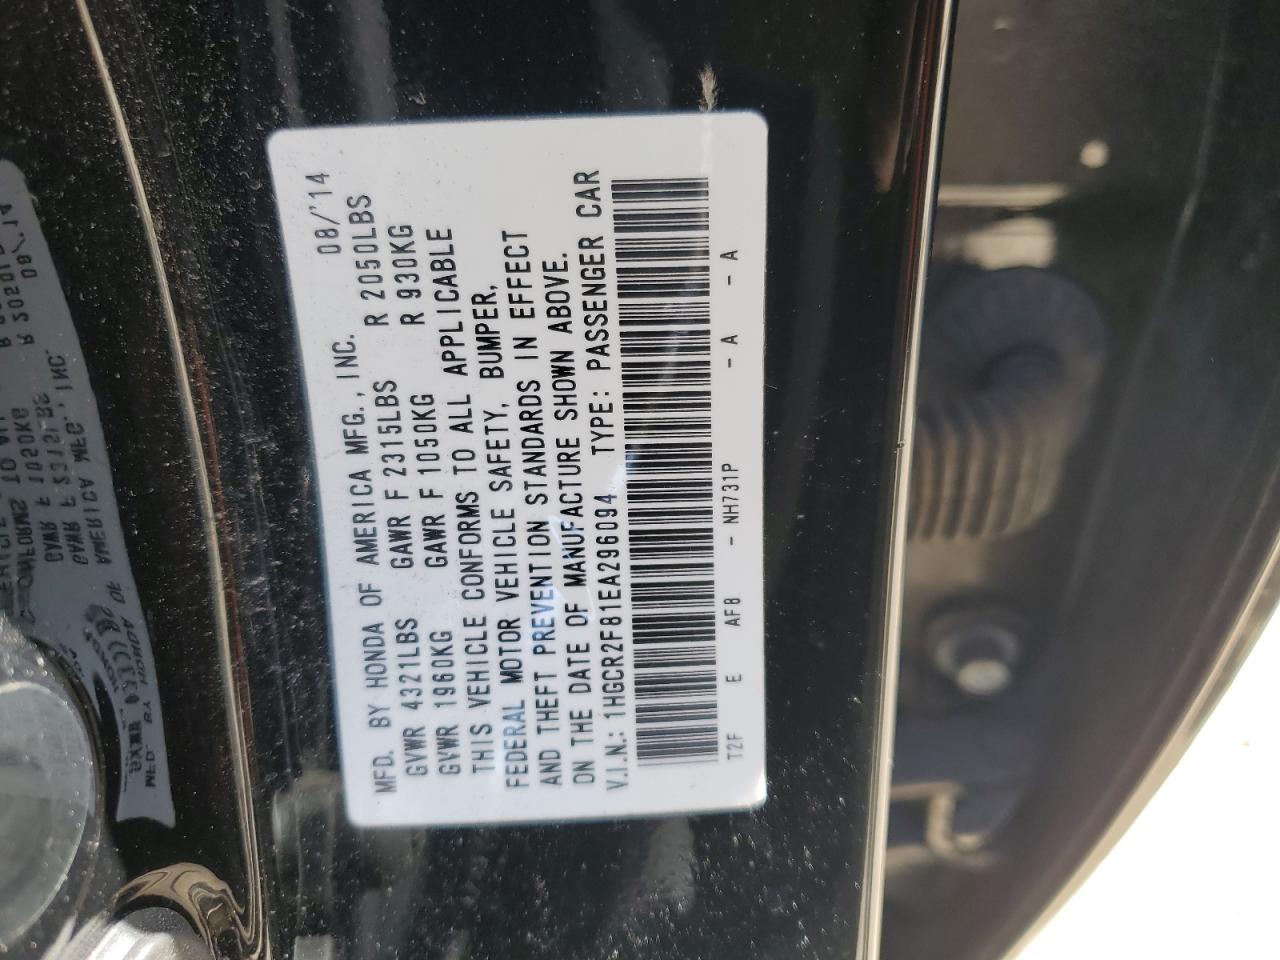 MFD. BY HONDA OF AMERICA MFG., INC. 08/'14
GVWR 4321LBS GAWR F 2315LBS R 2050LBS
GVWR 1960KG GAWR F 1050KG R 930KG
THIS VEHICLE CONFORMS TO ALL APPLICABLE
FEDERAL MOTOR VEHICLE SAFETY, BUMPER,
AND THEFT PREVENTION STANDARDS IN EFFECT
ON THE DATE OF MANUFACTURE SHOWN ABOVE.
V.I.N.: 1HGCR2F81EA296094 TYPE: PASSENGER CAR
T2F E AF8 - NH731P - A - A